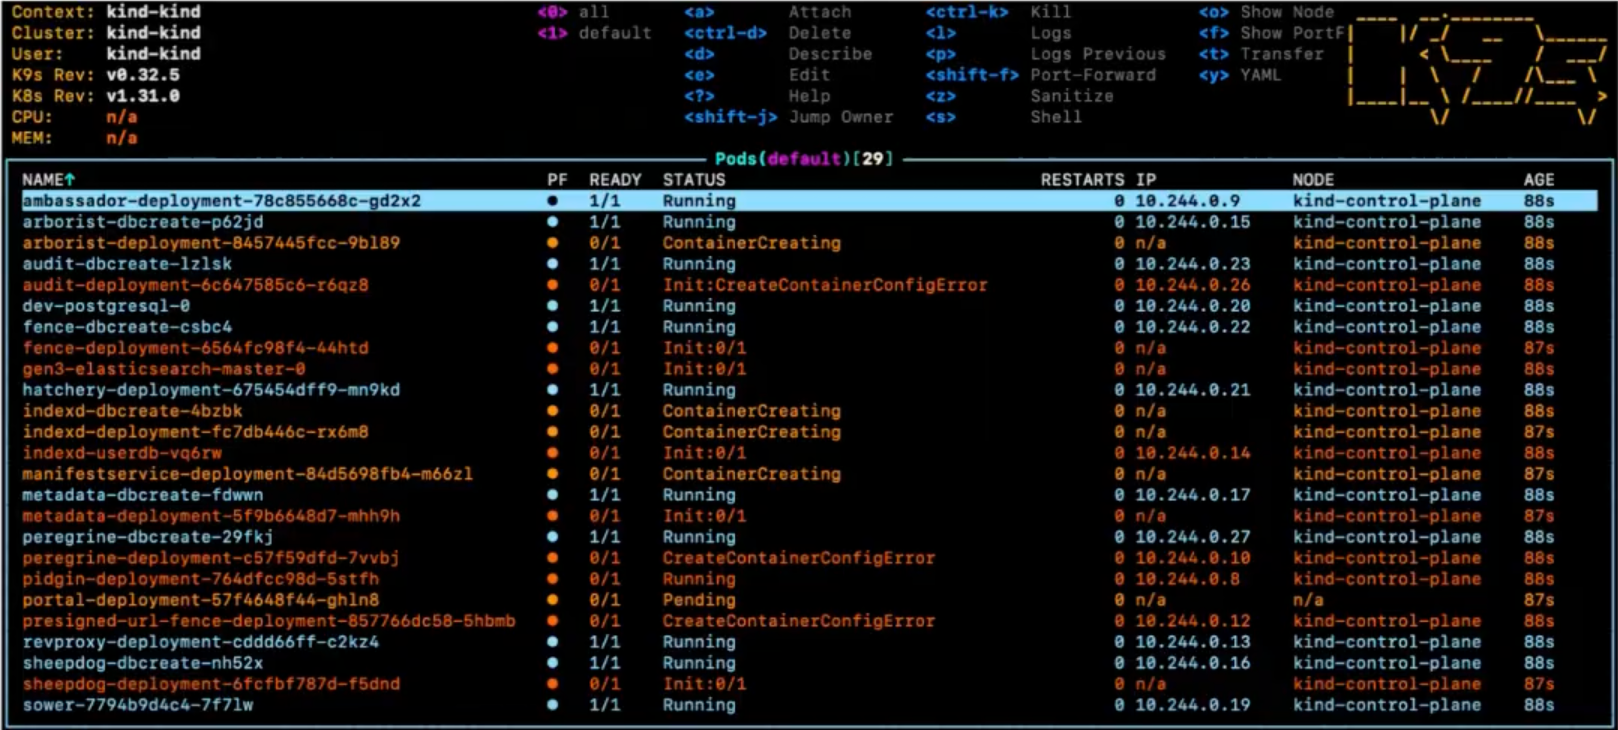 Context: kind-kind <0> all <a> Attach <ctrl-k> Kill <o> Show Node
Cluster: kind-kind <1> default <ctrl-d> Delete <l> Logs <f> Show PortF
User: kind-kind <d> Describe <p> Logs Previous <t> Transfer
K9s Rev: v0.32.5 <e> Edit <shift-f> Port-Forward <y> YAML
K8s Rev: v1.31.0 <?> Help <z> Sanitize
CPU: n/a <shift-j> Jump Owner <s> Shell
MEM: n/a
Pods(default)[29]
NAME↑ PF READY STATUS RESTARTS IP NODE AGE
ambassador-deployment-78c855668c-gd2x2 ● 1/1 Running 0 10.244.0.9 kind-control-plane 88s
arborist-dbcreate-p62jd ● 1/1 Running 0 10.244.0.15 kind-control-plane 88s
arborist-deployment-8457445fcc-9bl89 ● 0/1 ContainerCreating 0 n/a kind-control-plane 88s
audit-dbcreate-lzlsk ● 1/1 Running 0 10.244.0.23 kind-control-plane 88s
audit-deployment-6c647585c6-r6qz8 ● 0/1 Init:CreateContainerConfigError 0 10.244.0.26 kind-control-plane 88s
dev-postgresql-0 ● 1/1 Running 0 10.244.0.20 kind-control-plane 88s
fence-dbcreate-csbc4 ● 1/1 Running 0 10.244.0.22 kind-control-plane 88s
fence-deployment-6564fc98f4-44htd ● 0/1 Init:0/1 0 n/a kind-control-plane 87s
gen3-elasticsearch-master-0 ● 0/1 Init:0/1 0 n/a kind-control-plane 88s
hatchery-deployment-675454dff9-mn9kd ● 1/1 Running 0 10.244.0.21 kind-control-plane 88s
indexd-dbcreate-4bzbk ● 0/1 ContainerCreating 0 n/a kind-control-plane 88s
indexd-deployment-fc7db446c-rx6m8 ● 0/1 ContainerCreating 0 n/a kind-control-plane 87s
indexd-userdb-vq6rw ● 0/1 Init:0/1 0 10.244.0.14 kind-control-plane 88s
manifestservice-deployment-84d5698fb4-m66zl ● 0/1 ContainerCreating 0 n/a kind-control-plane 87s
metadata-dbcreate-fdwwn ● 1/1 Running 0 10.244.0.17 kind-control-plane 88s
metadata-deployment-5f9b6648d7-mhh9h ● 0/1 Init:0/1 0 n/a kind-control-plane 87s
peregrine-dbcreate-29fkj ● 1/1 Running 0 10.244.0.27 kind-control-plane 88s
peregrine-deployment-c57f59dfd-7vvbj ● 0/1 CreateContainerConfigError 0 10.244.0.10 kind-control-plane 88s
pidgin-deployment-764dfcc98d-5stfh ● 0/1 Running 0 10.244.0.8 kind-control-plane 88s
portal-deployment-57f4648f44-ghln8 ● 0/1 Pending 0 n/a n/a 87s
presigned-url-fence-deployment-857766dc58-5hbmb ● 0/1 CreateContainerConfigError 0 10.244.0.12 kind-control-plane 88s
revproxy-deployment-cddd66ff-c2kz4 ● 1/1 Running 0 10.244.0.13 kind-control-plane 88s
sheepdog-dbcreate-nh52x ● 1/1 Running 0 10.244.0.16 kind-control-plane 88s
sheepdog-deployment-6fcfbf787d-f5dnd ● 0/1 Init:0/1 0 n/a kind-control-plane 87s
sower-7794b9d4c4-7f7lw ● 1/1 Running 0 10.244.0.19 kind-control-plane 88s